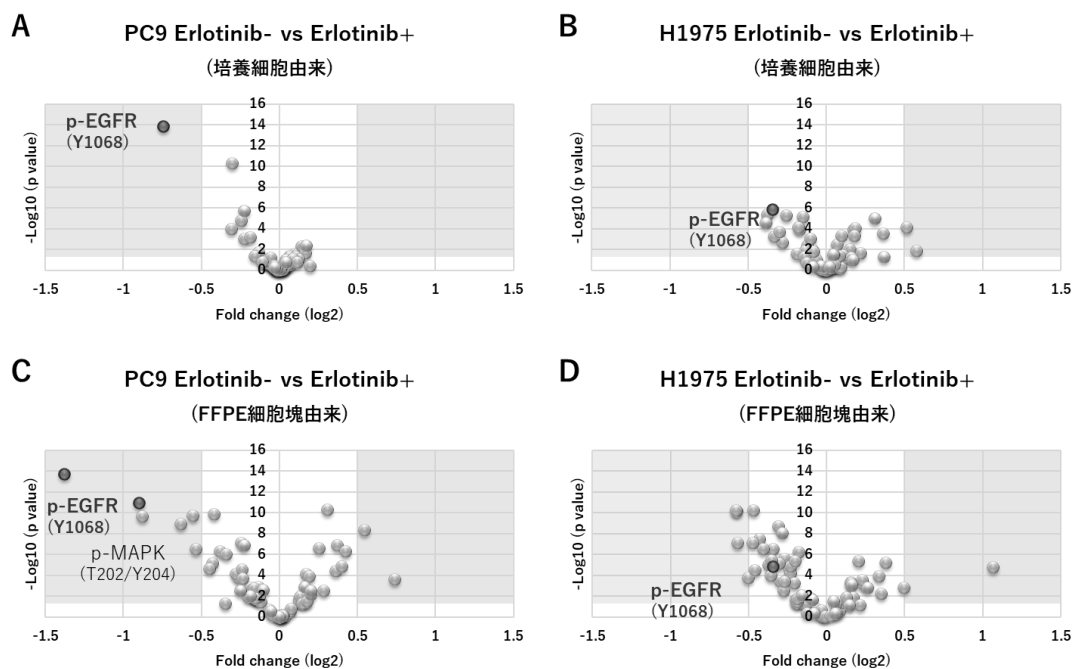 A
PC9 Erlotinib- vs Erlotinib+
(培養細胞由来)
-Log10 (p value)
16
14
12
10
8
6
4
2
0
p-EGFR
(Y1068)
-1.5
-1
-0.5
0
0.5
1
1.5
Fold change (log2)
B
H1975 Erlotinib- vs Erlotinib+
(培養細胞由来)
-Log10 (p value)
16
14
12
10
8
6
4
2
0
p-EGFR
(Y1068)
-1.5
-1
-0.5
0
0.5
1
1.5
Fold change (log2)
C
PC9 Erlotinib- vs Erlotinib+
(FFPE細胞塊由来)
-Log10 (p value)
16
14
12
10
8
6
4
2
0
p-EGFR
(Y1068)
p-MAPK
(T202/Y204)
-1.5
-1
-0.5
0
0.5
1
1.5
Fold change (log2)
D
H1975 Erlotinib- vs Erlotinib+
(FFPE細胞塊由来)
-Log10 (p value)
16
14
12
10
8
6
4
2
0
p-EGFR
(Y1068)
-1.5
-1
-0.5
0
0.5
1
1.5
Fold change (log2)